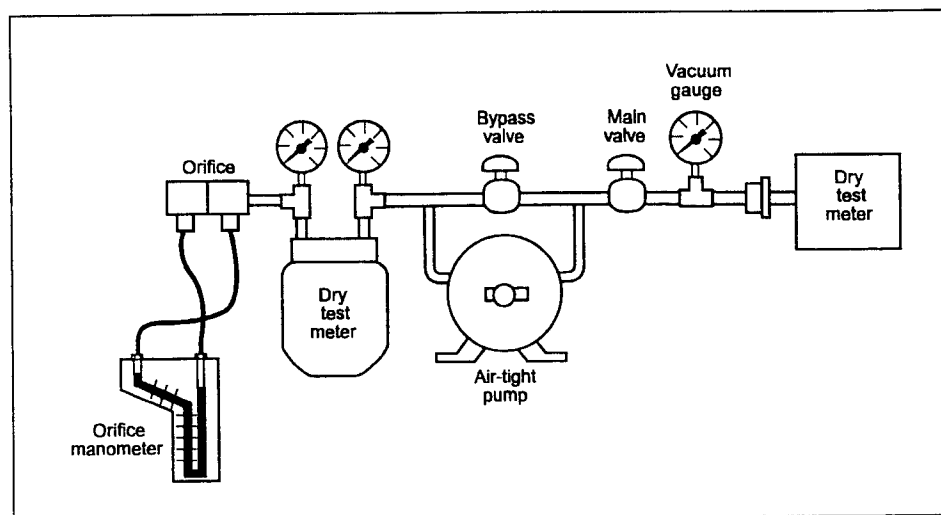 Vacuum
gauge
Bypass
valve
Main
valve
Orifice
Dry
test
meter
Dry
test
meter
Air-tight
pump
Orifice
manometer